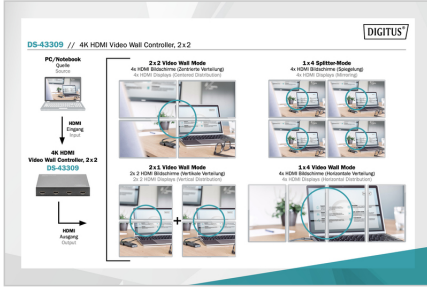 DIGITUS®
DS-43309 // 4K HDMI Video Wall Controller, 2x2
PC/Notebook
Quelle
Source
HDMI
Eingang
Input
4K HDMI
Video Wall Controller, 2x2
DS-43309
HDMI
Ausgang
Output
2x2 Video Wall Mode
4x HDMI Bildschirme (Zentrierte Verteilung)
4x HDMI Displays (Centered Distribution)
1x4 Splitter-Mode
4x HDMI Bildschirme (Spiegelung)
4x HDMI Displays (Mirroring)
2x1 Video Wall Mode
2x 2 HDMI Bildschirme (Vertikale Verteilung)
2x 2 HDMI Displays (Vertical Distribution)
+
1x4 Video Wall Mode
4x HDMI Bildschirme (Horizontale Verteilung)
4x HDMI Displays (Horizontal Distribution)